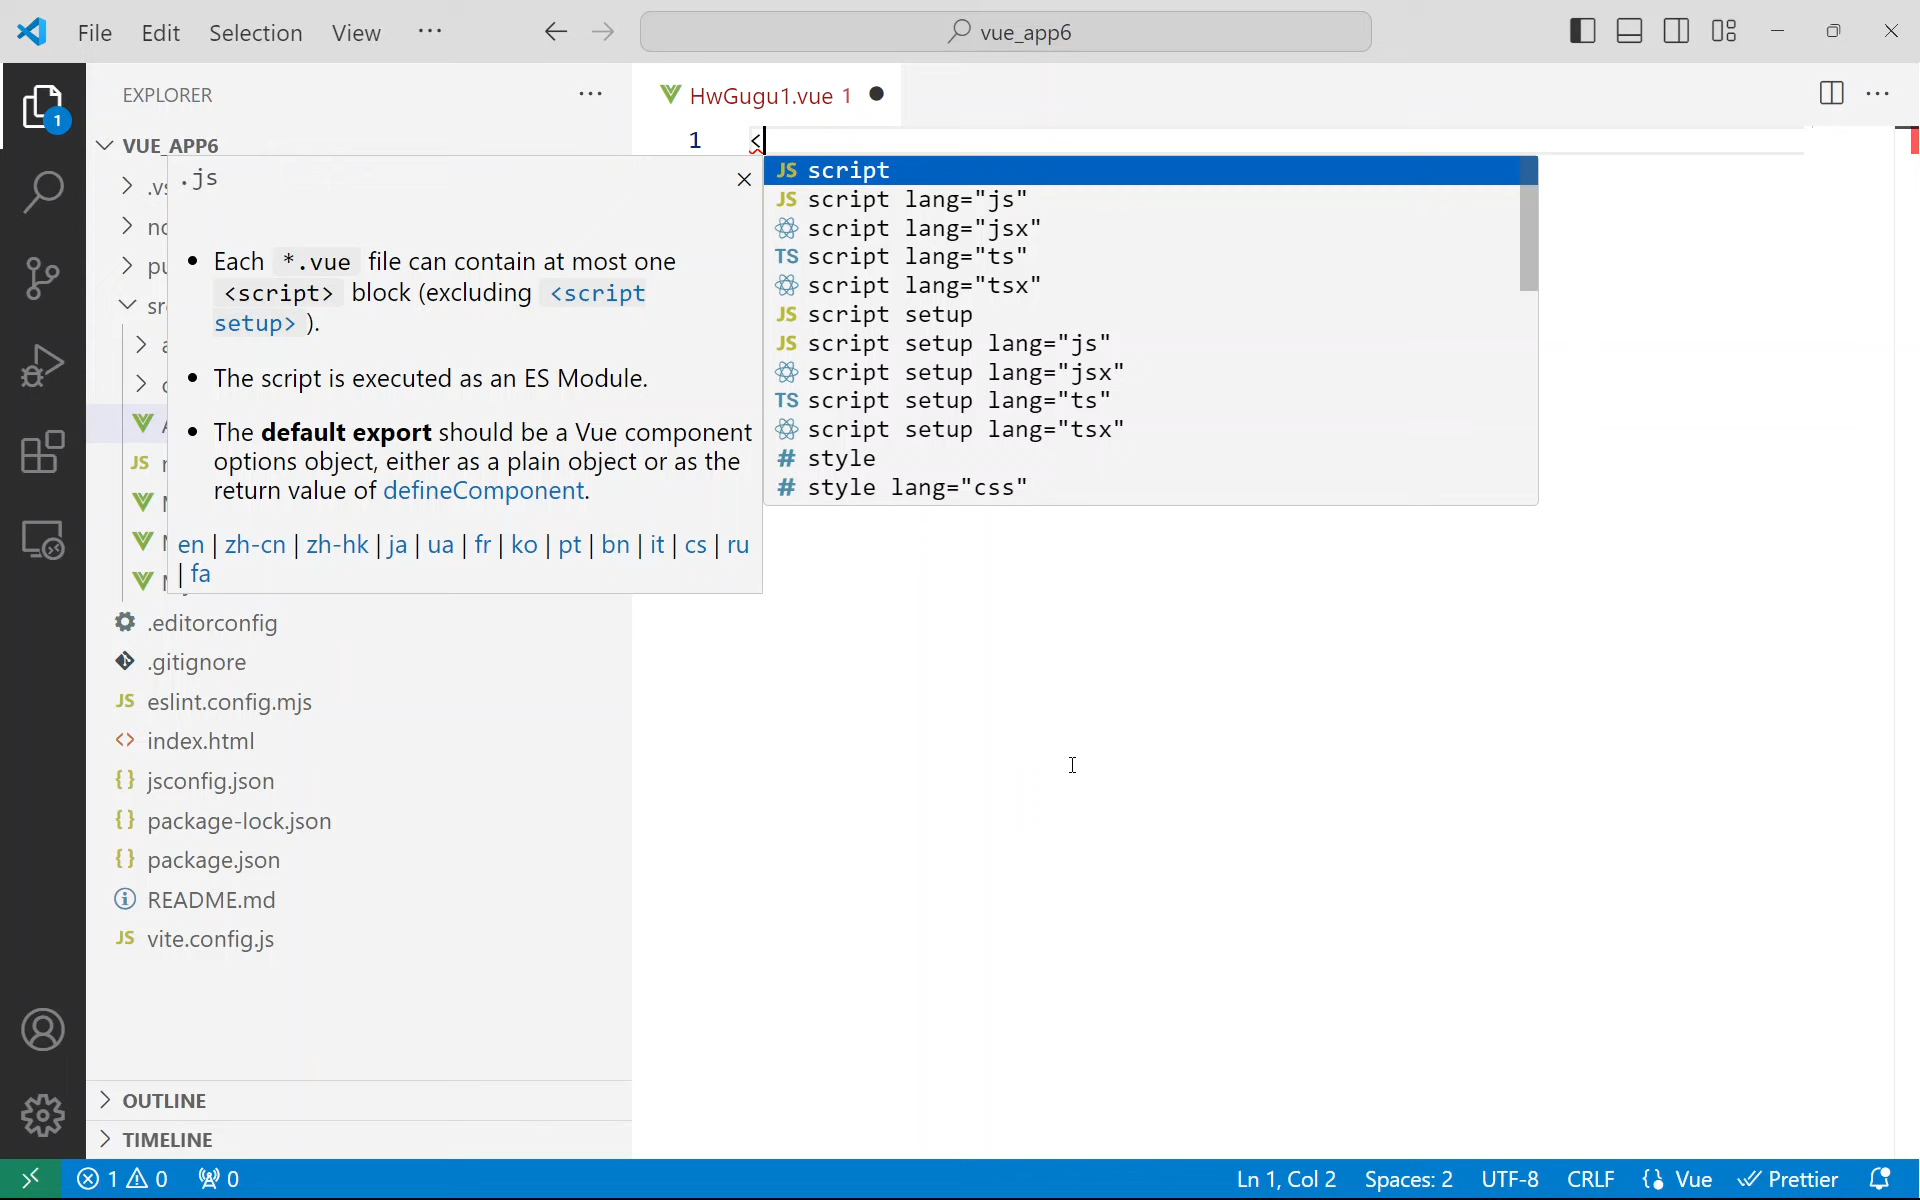 File Edit Selection View ···
vue_app6
EXPLORER ···
VUE_APP6
HwGugu1.vue 1
1 <
.js
Each *.vue file can contain at most one
<script> block (excluding <script
setup> ).
The script is executed as an ES Module.
The default export should be a Vue component
options object, either as a plain object or as the
return value of defineComponent.
en | zh-cn | zh-hk | ja | ua | fr | ko | pt | bn | it | cs | ru
| fa
JS script
JS script lang="js"
script lang="jsx"
TS script lang="ts"
script lang="tsx"
JS script setup
JS script setup lang="js"
script setup lang="jsx"
TS script setup lang="ts"
script setup lang="tsx"
# style
# style lang="css"
.editorconfig
.gitignore
JS eslint.config.mjs
<> index.html
{} jsconfig.json
{} package-lock.json
{} package.json
README.md
JS vite.config.js
OUTLINE
TIMELINE
1 0 0
Ln 1, Col 2 Spaces: 2 UTF-8 CRLF Vue Prettier